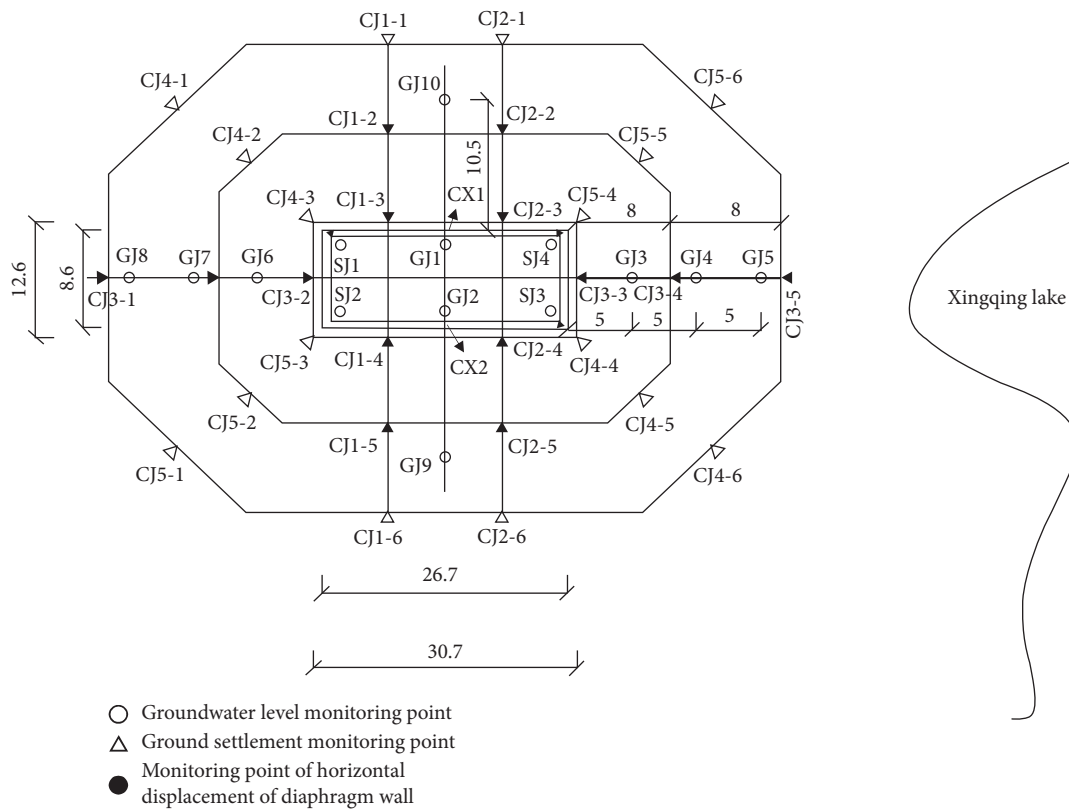 CJ1-1
CJ2-1
CJ4-1
CJ5-6
GJ10
CJ1-2
CJ2-2
CJ4-2
CJ5-5
10.5
CX1
CJ4-3
CJ1-3
CJ2-3
CJ5-4
8
8
12.6
8.6
GJ8
GJ7
GJ6
SJ1
GJ1
SJ4
GJ3
GJ4
GJ5
CJ3-1
CJ3-2
SJ2
GJ2
SJ3
CJ3-3
CJ3-4
CJ3-5
Xingqing lake
5
5
5
CJ5-3
CJ1-4
CX2
CJ2-4
CJ4-4
CJ5-2
CJ4-5
CJ1-5
CJ2-5
CJ5-1
GJ9
CJ4-6
CJ1-6
CJ2-6
26.7
30.7
Groundwater level monitoring point
Ground settlement monitoring point
Monitoring point of horizontal
displacement of diaphragm wall